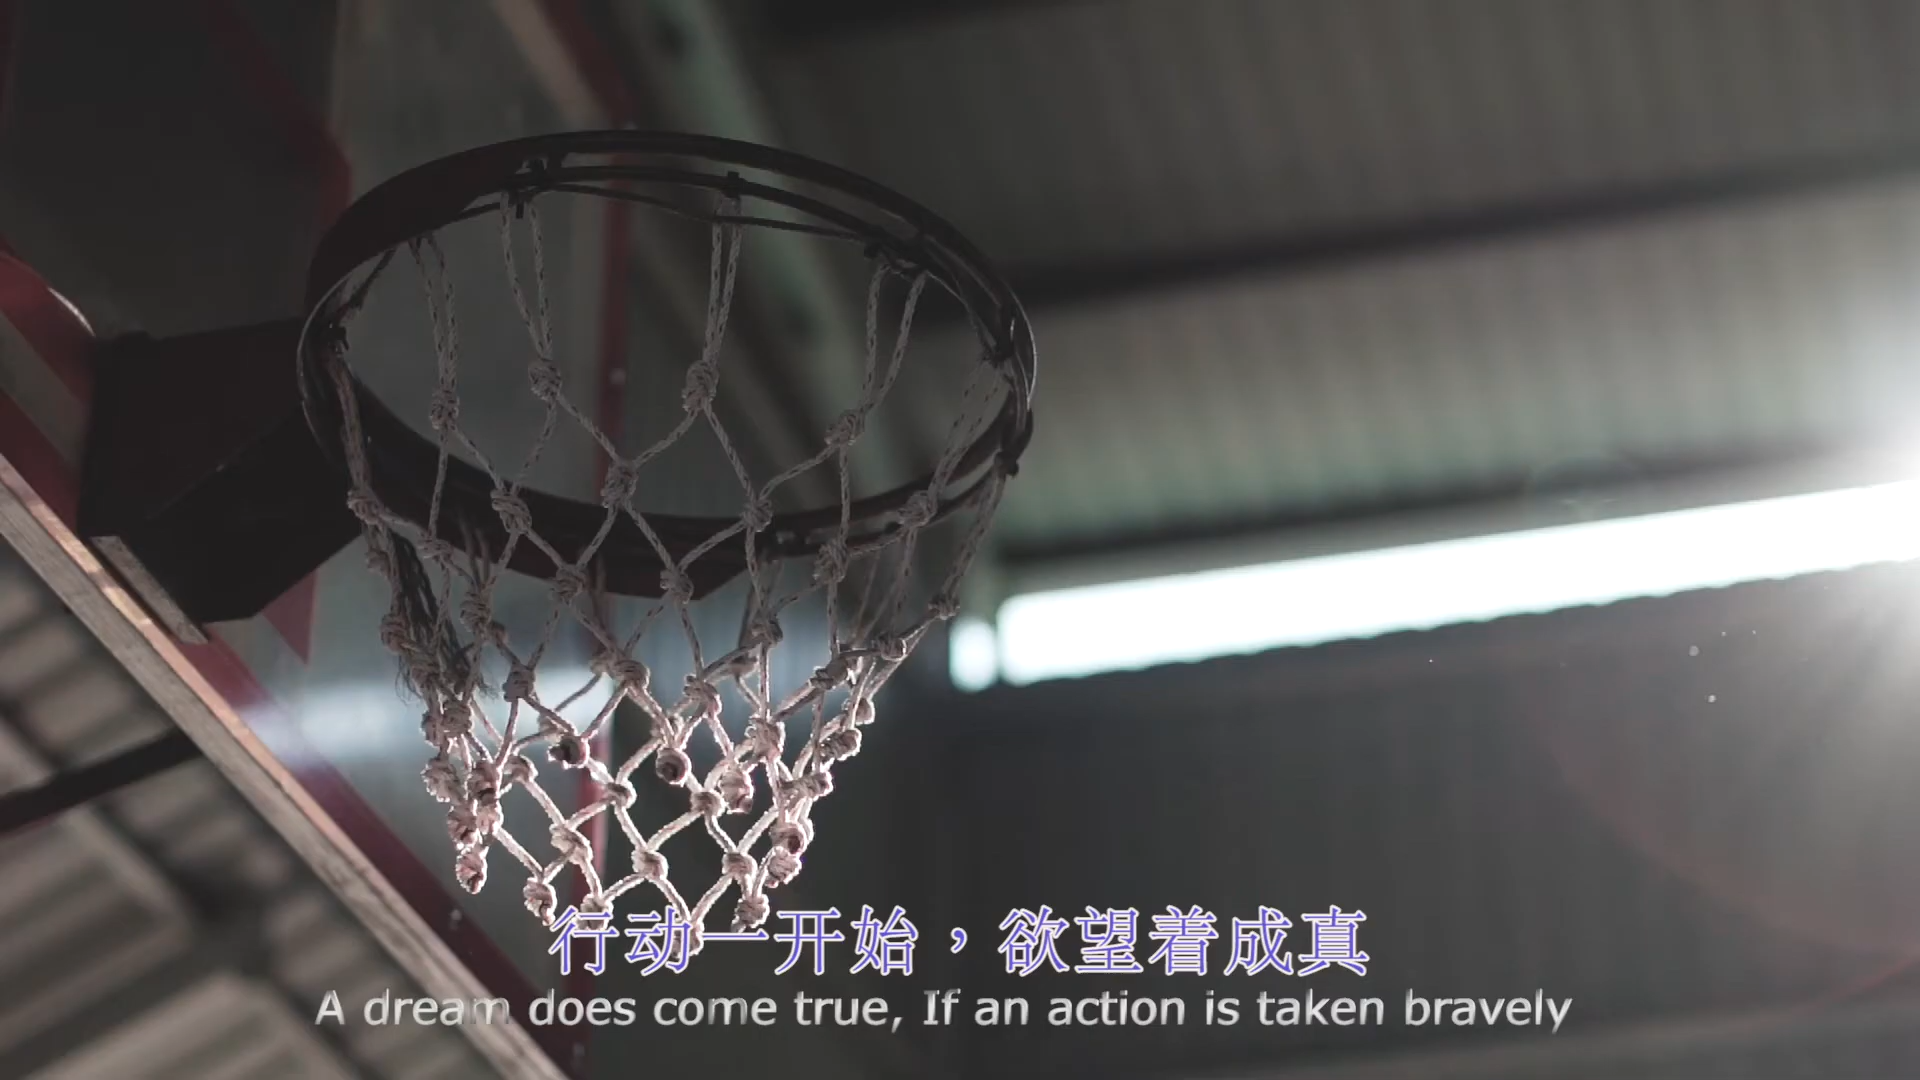 行动一开始，欲望着成真
A dream does come true, If an action is taken bravely